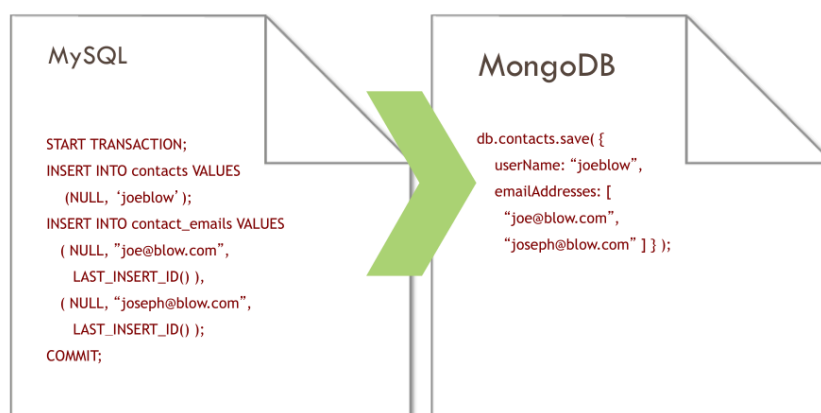 MySQL
START TRANSACTION;
INSERT INTO contacts VALUES
(NULL, ‘joeblow’);
INSERT INTO contact_emails VALUES
( NULL, ”joe@blow.com”,
LAST_INSERT_ID() ),
( NULL, “joseph@blow.com”,
LAST_INSERT_ID() );
COMMIT;
MongoDB
db.contacts.save( {
userName: “joeblow”,
emailAddresses: [
“joe@blow.com”,
“joseph@blow.com” ] } );